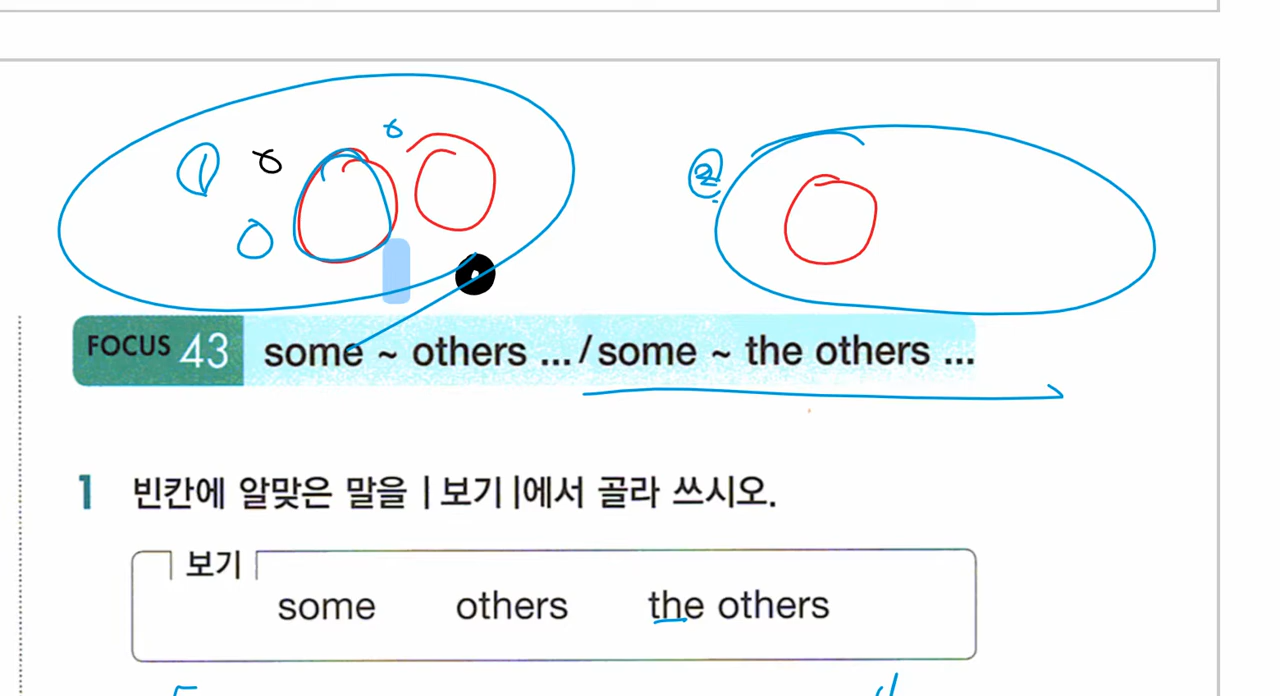 ①
②
FOCUS 43 some ~ others ... / some ~ the others ...
1 빈칸에 알맞은 말을 | 보기 |에서 골라 쓰시오.
보기
some others the others